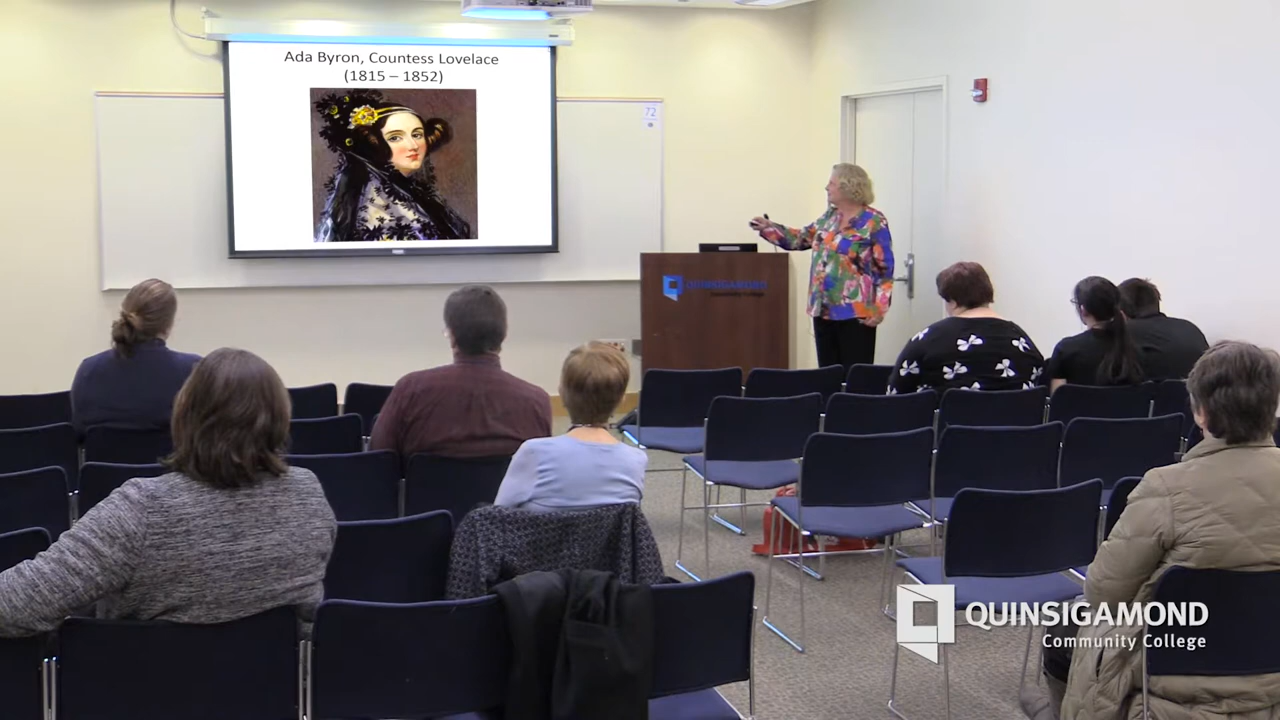 Ada Byron, Countess Lovelace
(1815 – 1852)
72
QUINSIGAMOND
Community College
QUINSIGAMOND
Community College